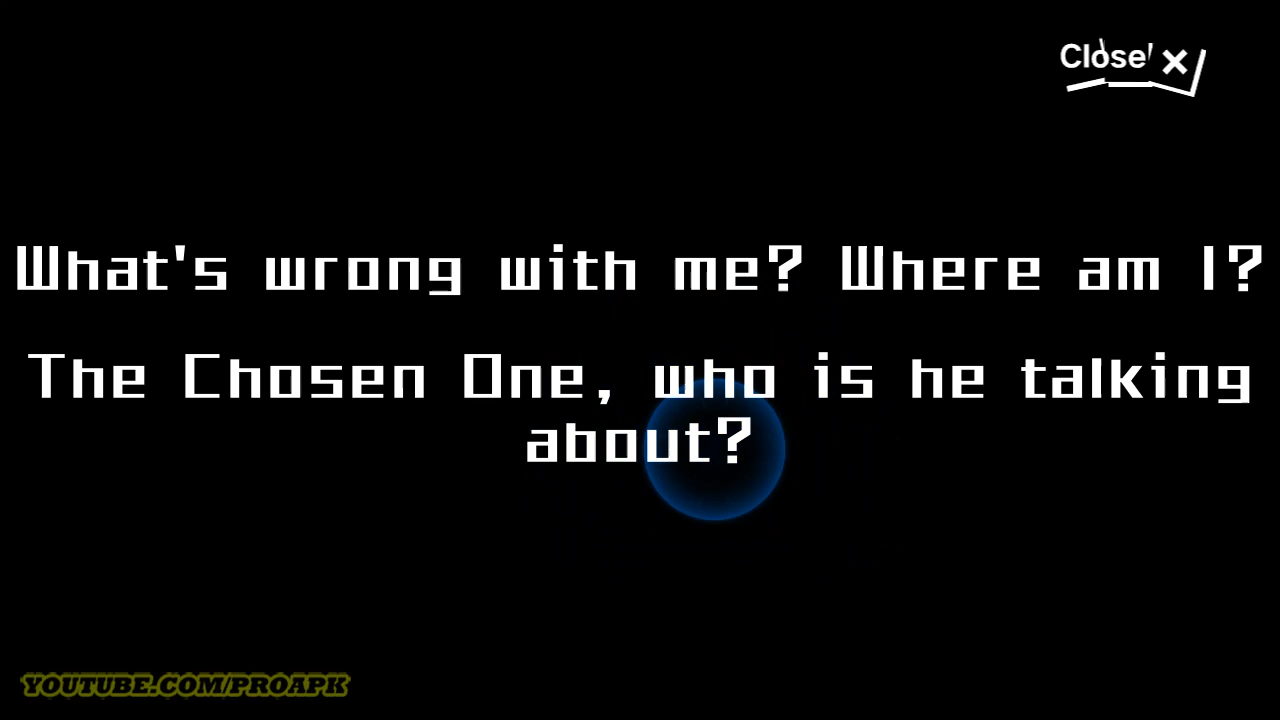 Close X
What's wrong with me? Where am I?
The Chosen One, who is he talking
about?
YOUTUBE.COM/PROAPK